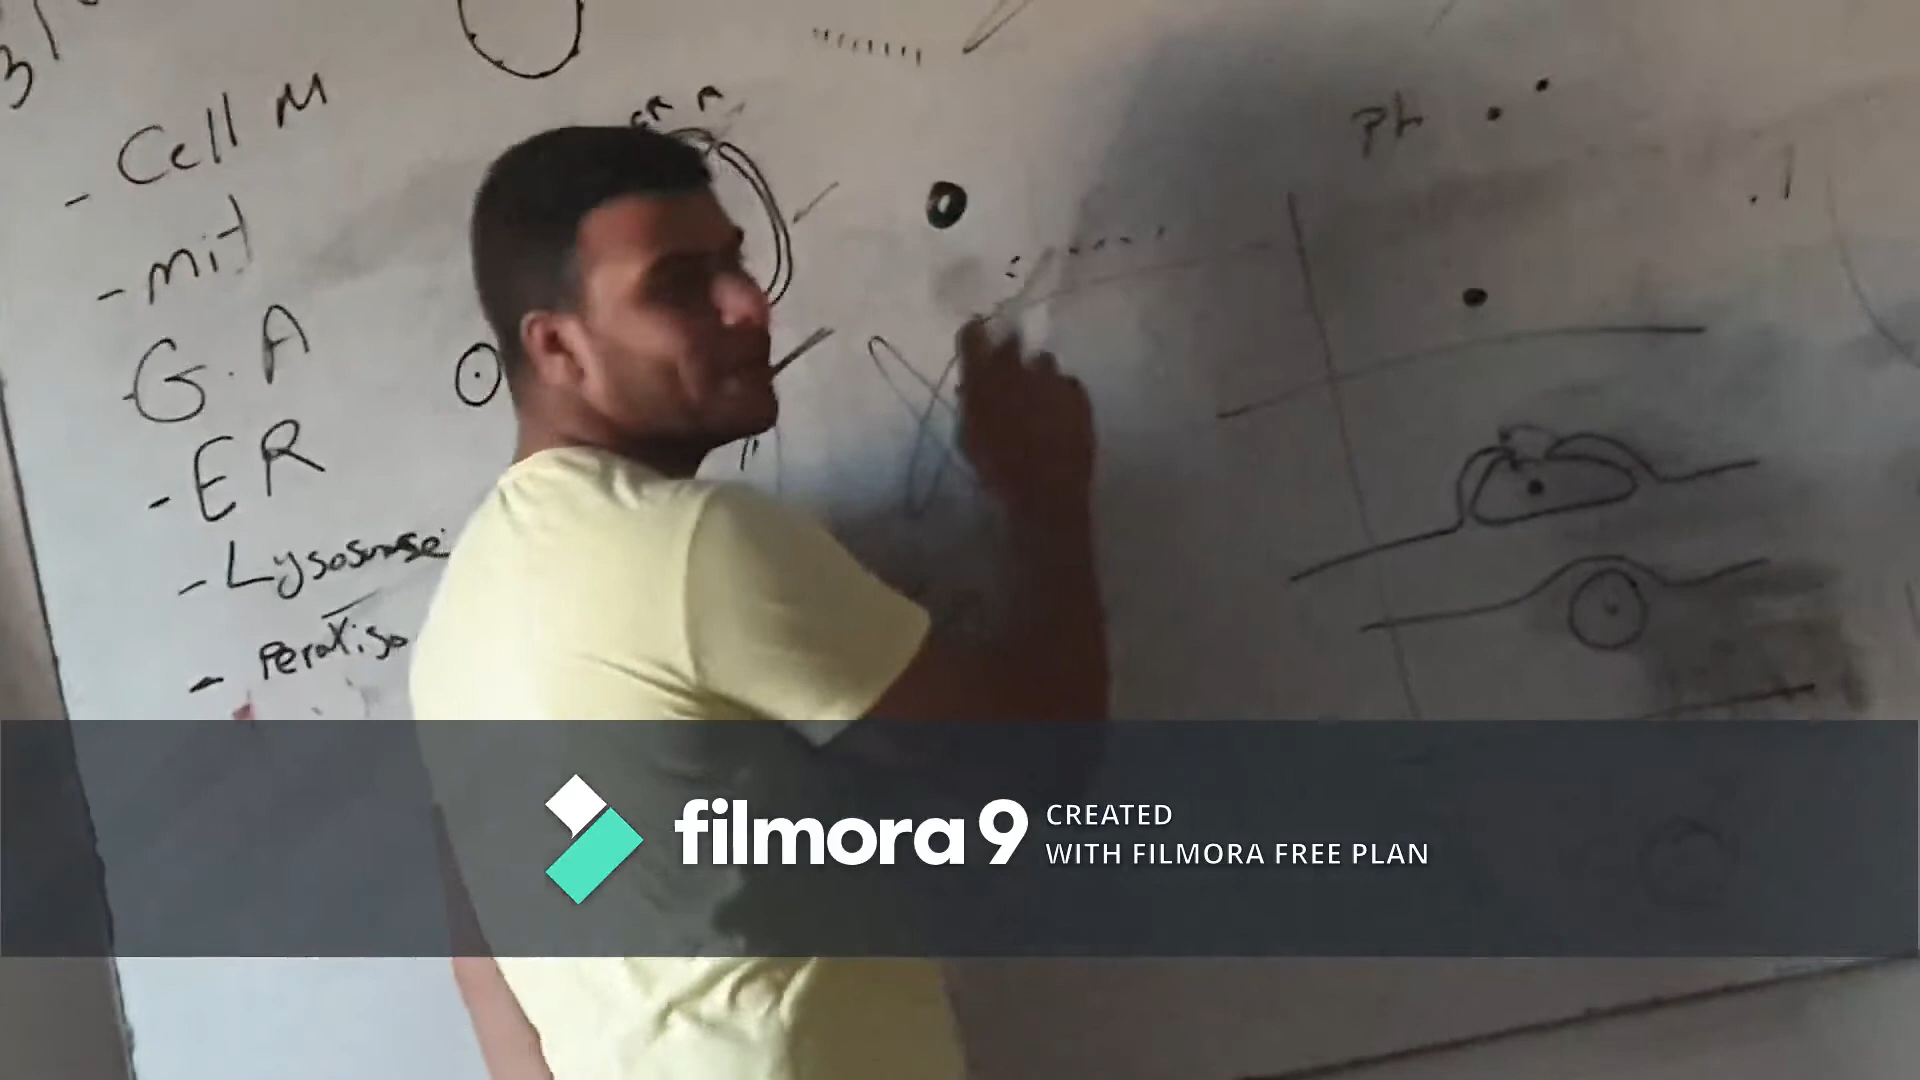 - Cell M
- mit
- G.A
- ER
- Lysosome
- Peroxiso
Ph
filmora 9
CREATED
WITH FILMORA FREE PLAN